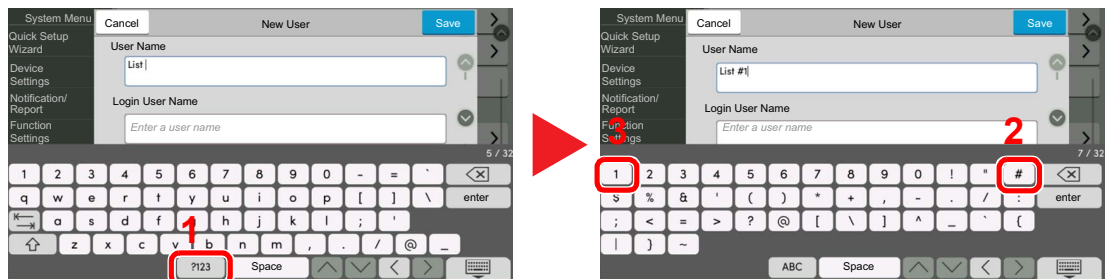 System Menu Cancel New User Save
Quick Setup
Wizard
User Name
List
Device
Settings
Notification/
Report
Login User Name
Function
Settings
Enter a user name
5 / 32
1 2 3 4 5 6 7 8 9 0 - = `
q w e r t y u i o p [ ] \ enter
a s d f g h j k l ; '
z x c v b n m , . / @ _
1
?123 Space
System Menu Cancel New User Save
Quick Setup
Wizard
User Name
List #1
Device
Settings
Notification/
Report
Login User Name
Function
Settings
Enter a user name
3 2
7 / 32
1 2 3 4 5 6 7 8 9 0 ! " #
$ % & ' ( ) * + , - . / : enter
; < = > ? @ [ \ ] ^ _ ` {
| } ~
ABC Space